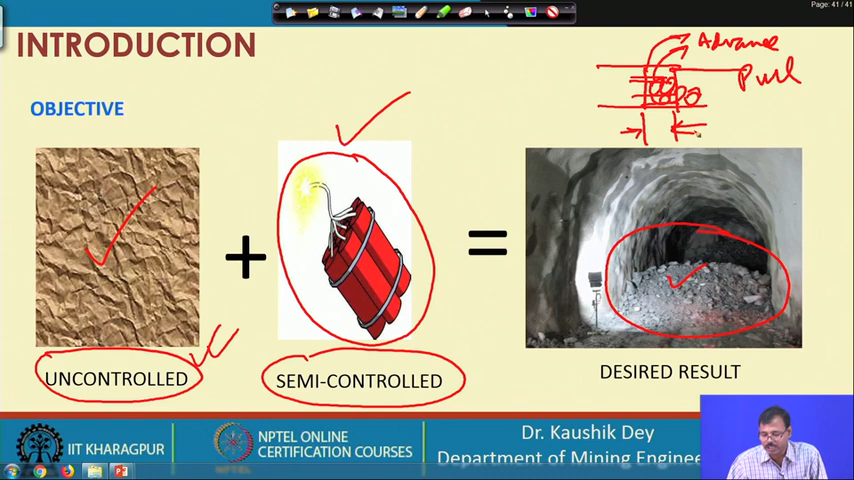 Page: 41 / 41
INTRODUCTION
Advance
Pull
OBJECTIVE
UNCONTROLLED
SEMI-CONTROLLED
DESIRED RESULT
IIT KHARAGPUR
NPTEL ONLINE
CERTIFICATION COURSES
Dr. Kaushik Dey
Department of Mining Engine